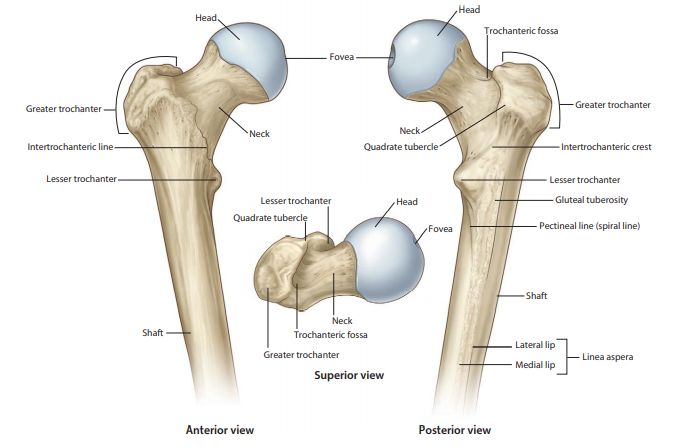 Head
Fovea
Greater trochanter
Neck
Intertrochanteric line
Lesser trochanter
Shaft
Anterior view
Lesser trochanter
Quadrate tubercle
Head
Fovea
Neck
Trochanteric fossa
Greater trochanter
Superior view
Head
Trochanteric fossa
Greater trochanter
Neck
Quadrate tubercle
Intertrochanteric crest
Lesser trochanter
Gluteal tuberosity
Pectineal line (spiral line)
Shaft
Lateral lip
Linea aspera
Medial lip
Posterior view